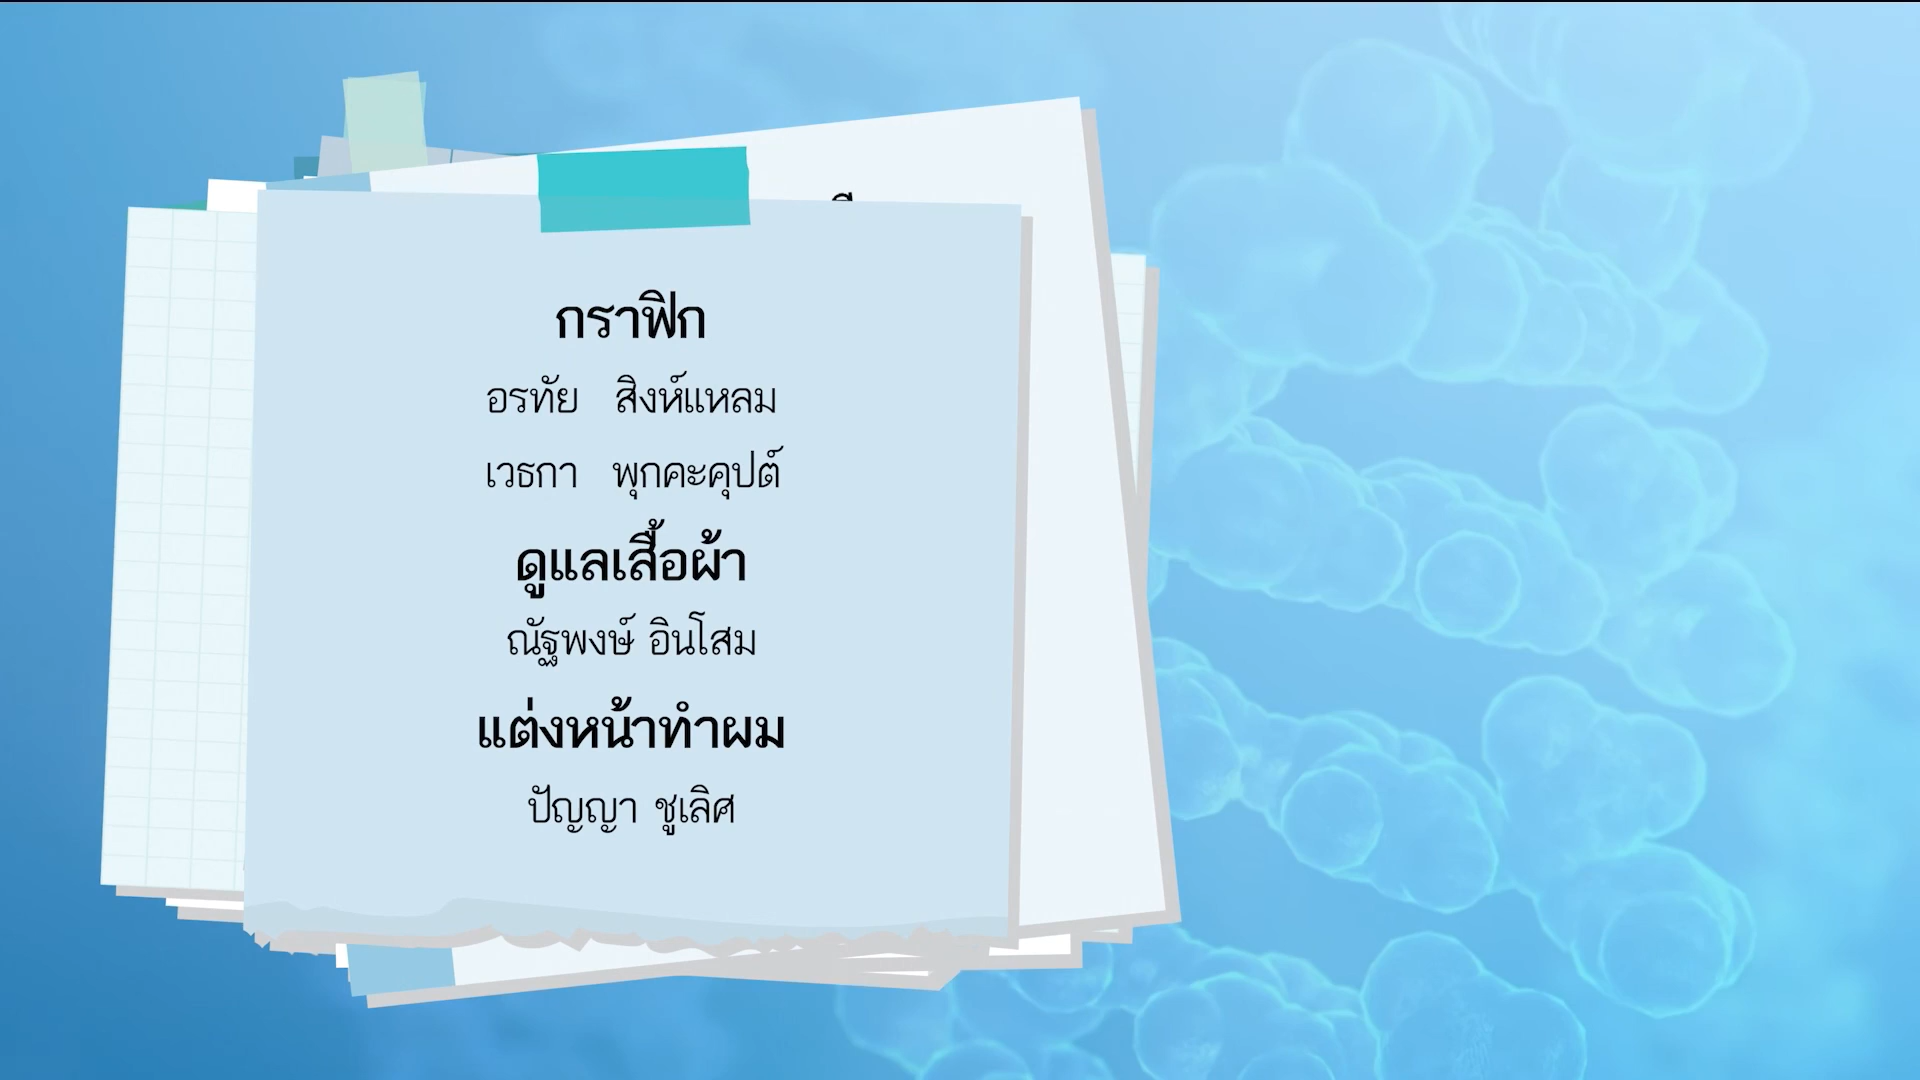 กราฟิก
อรทัย สิงห์แหลม
เวธกา พุกคะคุปต์
ดูแลเสื้อผ้า
ณัฐพงษ์ อินโสม
แต่งหน้าทำผม
ปัญญา ชูเลิศ